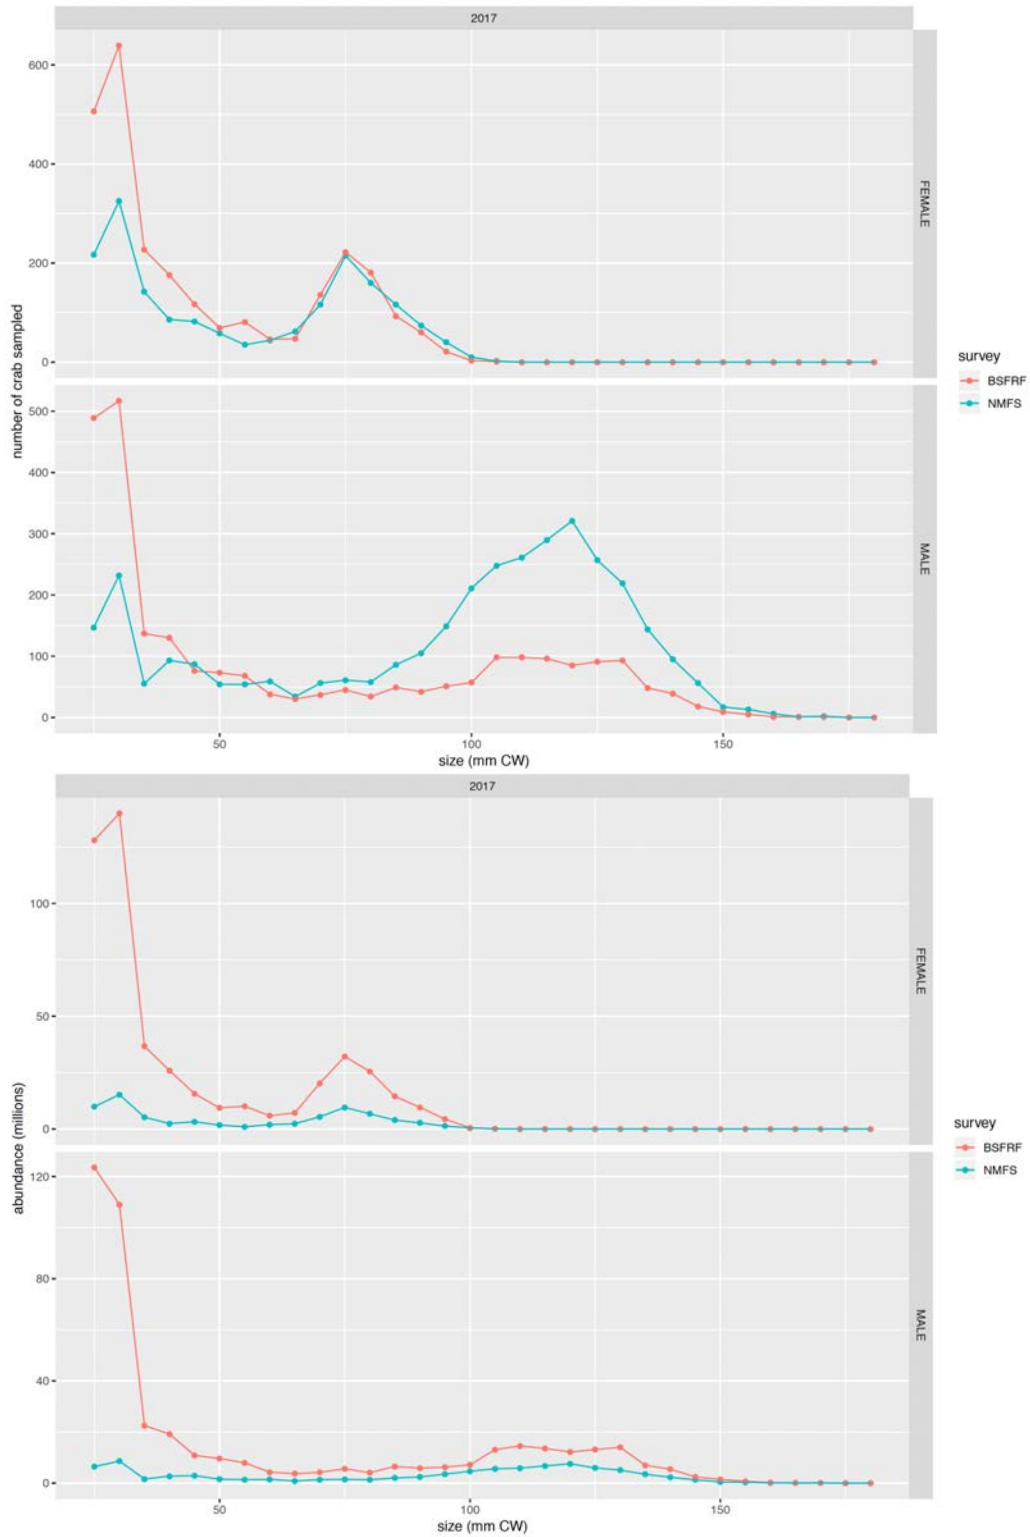 2017
600
400
200
0
FEMALE
number of crab sampled
500
400
300
200
100
0
MALE
50 100 150
size (mm CW)
survey
BSFRF
NMFS
2017
100
50
0
FEMALE
abundance (millions)
120
80
40
0
MALE
50 100 150
size (mm CW)
survey
BSFRF
NMFS